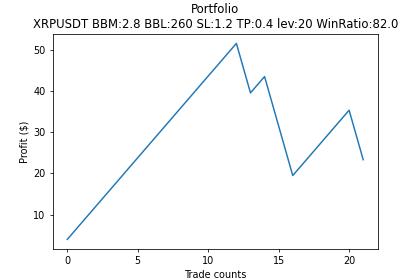 Portfolio
XRPUSDT BBM:2.8 BBL:260 SL:1.2 TP:0.4 lev:20 WinRatio:82.0
50
40
30
20
10
Profit ($)
0 5 10 15 20
Trade counts